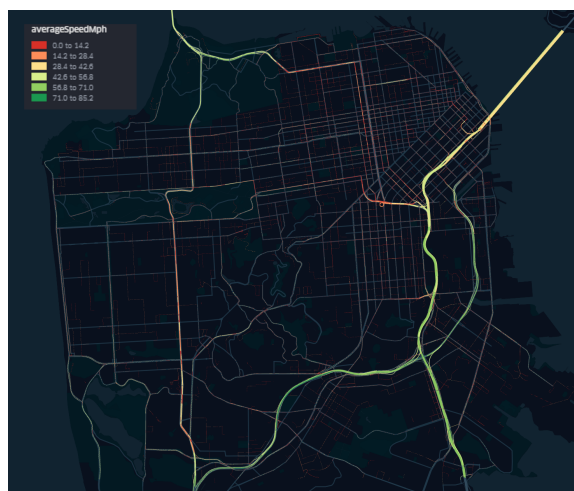 averageSpeedMph
0.0 to 14.2
14.2 to 28.4
28.4 to 42.6
42.6 to 56.8
56.8 to 71.0
71.0 to 85.2